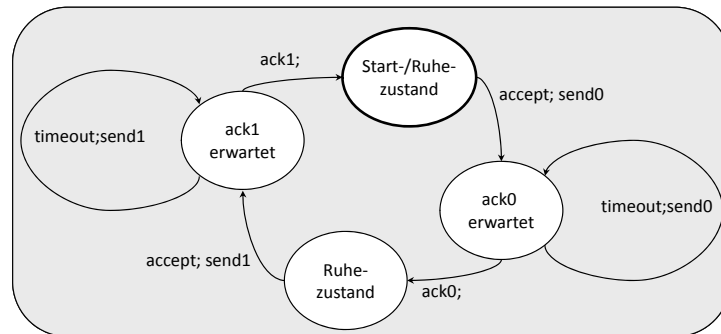 ack1;
Start-/Ruhe-
zustand
accept; send0
timeout;send1
ack1
erwartet
ack0
erwartet
timeout;send0
accept; send1
Ruhe-
zustand
ack0;